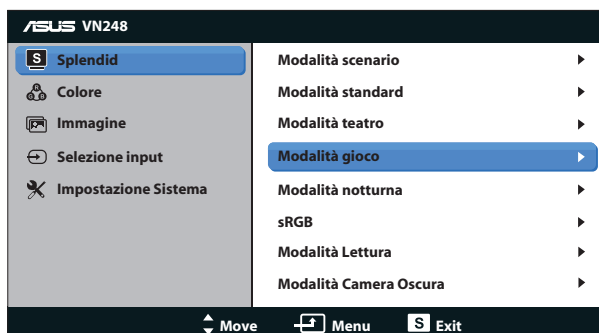 ASUS VN248
S Splendid
Colore
Immagine
Selezione input
Impostazione Sistema
Modalità scenario
Modalità standard
Modalità teatro
Modalità gioco
Modalità notturna
sRGB
Modalità Lettura
Modalità Camera Oscura
Move Menu S Exit